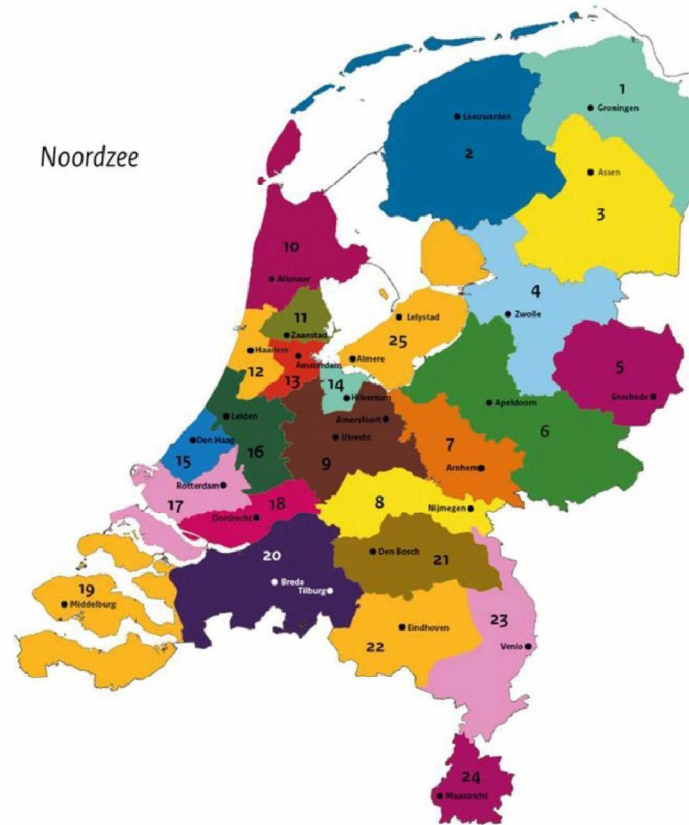 1
Groningen
Leeuwarden
Noordzee
2
Assen
3
10
Alkmaar
4
Zwolle
11
Lelystad
Zaanstad
25
Haarlem
Amsterdam
Almere
5
12
13
14
Hilversum
Enschede
Apeldoorn
Leiden
Amersfoort
6
Den Haag
Utrecht
7
16
15
9
Arnhem
Rotterdam
17
18
8
Nijmegen
Dordrecht
20
Den Bosch
21
19
Breda
Tilburg
Middelburg
23
Eindhoven
22
Venlo
24
Maastricht